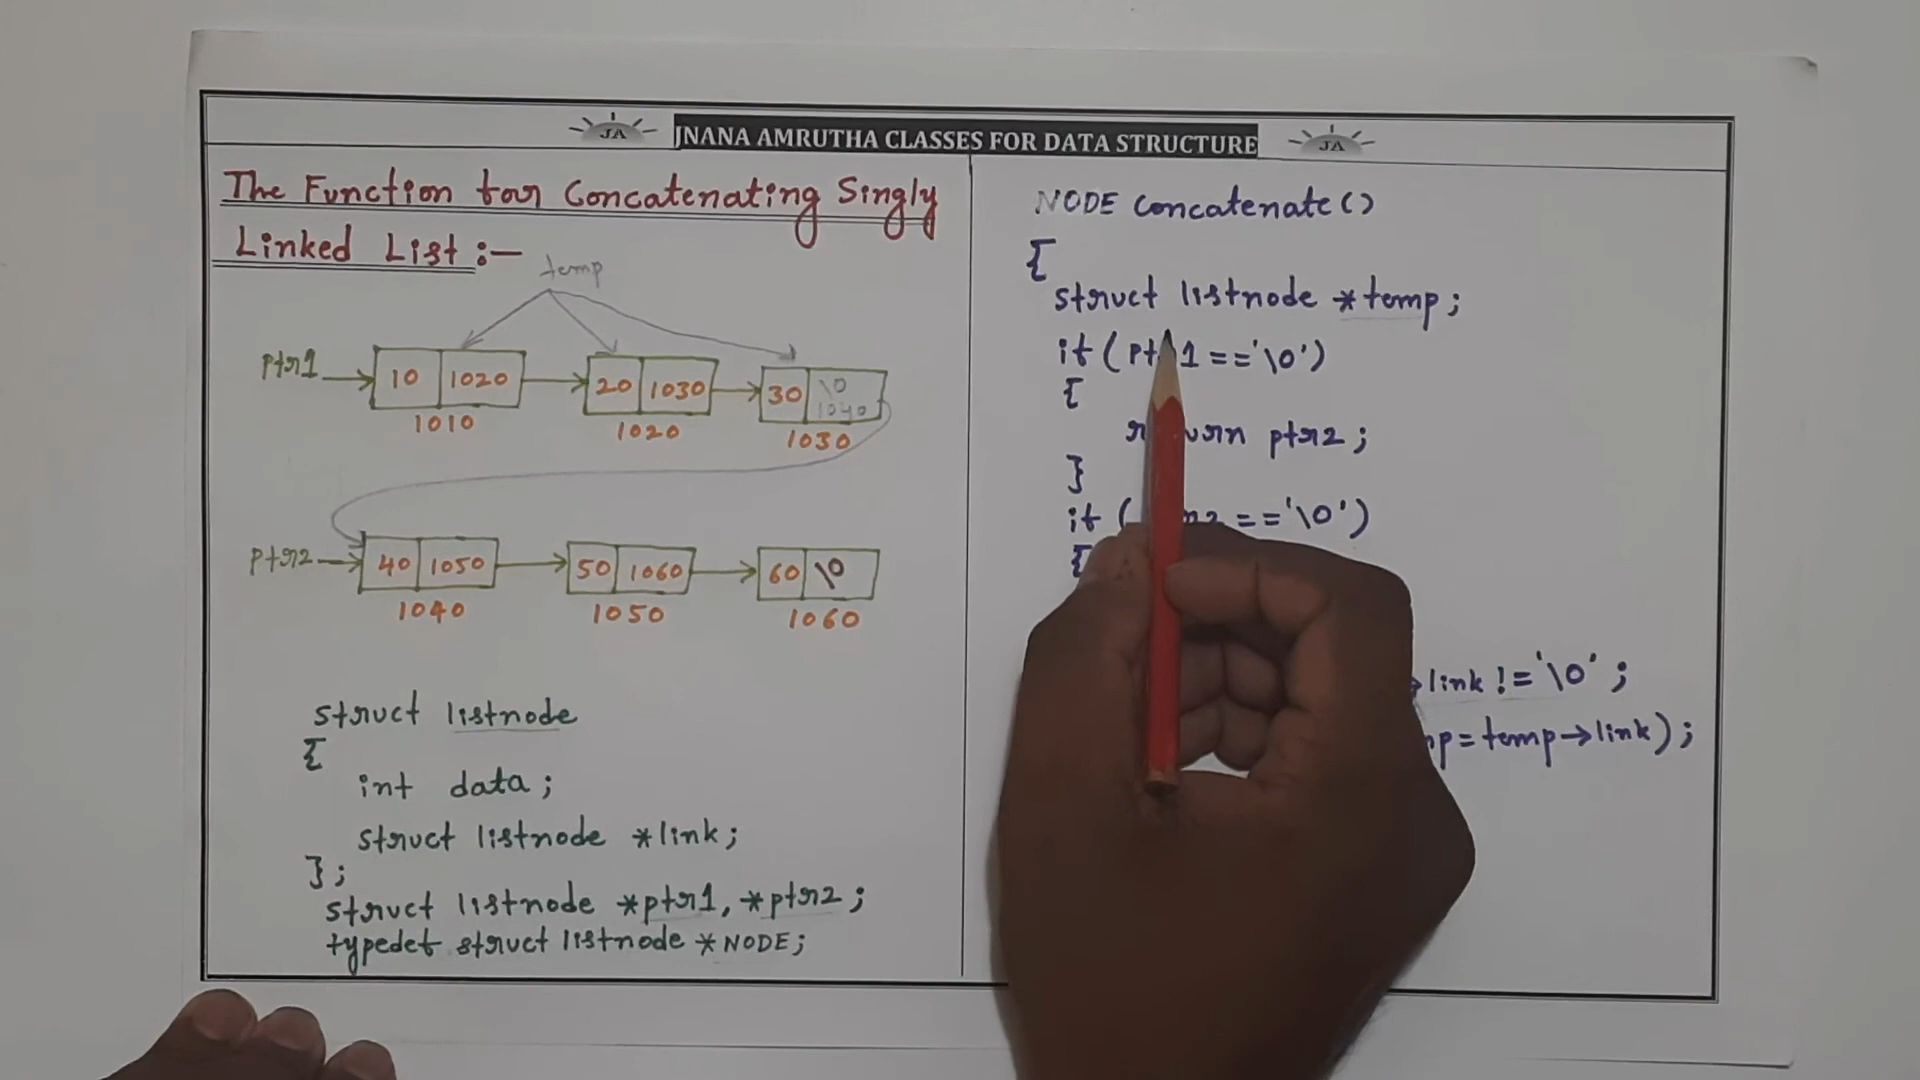 JA JNANA AMRUTHA CLASSES FOR DATA STRUCTURE JA
The Function for Concatenating Singly
Linked List :-
temp
ptr1 10 1020 20 1030 30 \0
1040
1010 1020 1030
ptr2 40 1050 50 1060 60 \0
1040 1050 1060
struct listnode
{
int data;
struct listnode *link;
};
struct listnode *ptr1, *ptr2;
typedef struct listnode *NODE;
NODE concatenate()
{
struct listnode *temp;
if (ptr1 == '\0')
{
return ptr2;
}
if ( == '\0')
{
link != '\0' ;
= temp→link);